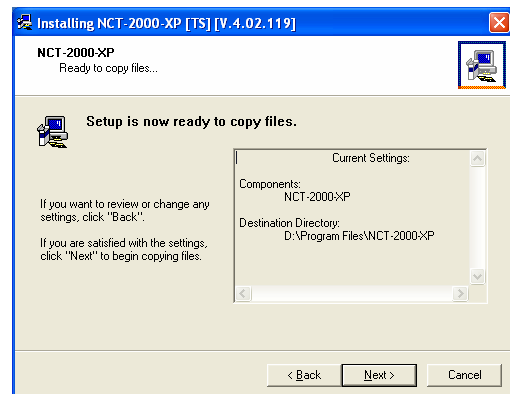 Installing NCT-2000-XP [TS] [V.4.02.119]
NCT-2000-XP
Ready to copy files...
Setup is now ready to copy files.
Current Settings:
Components:
NCT-2000-XP
Destination Directory:
D:\Program Files\NCT-2000-XP
If you want to review or change any
settings, click "Back".
If you are satisfied with the settings,
click "Next" to begin copying files.
< Back
Next >
Cancel